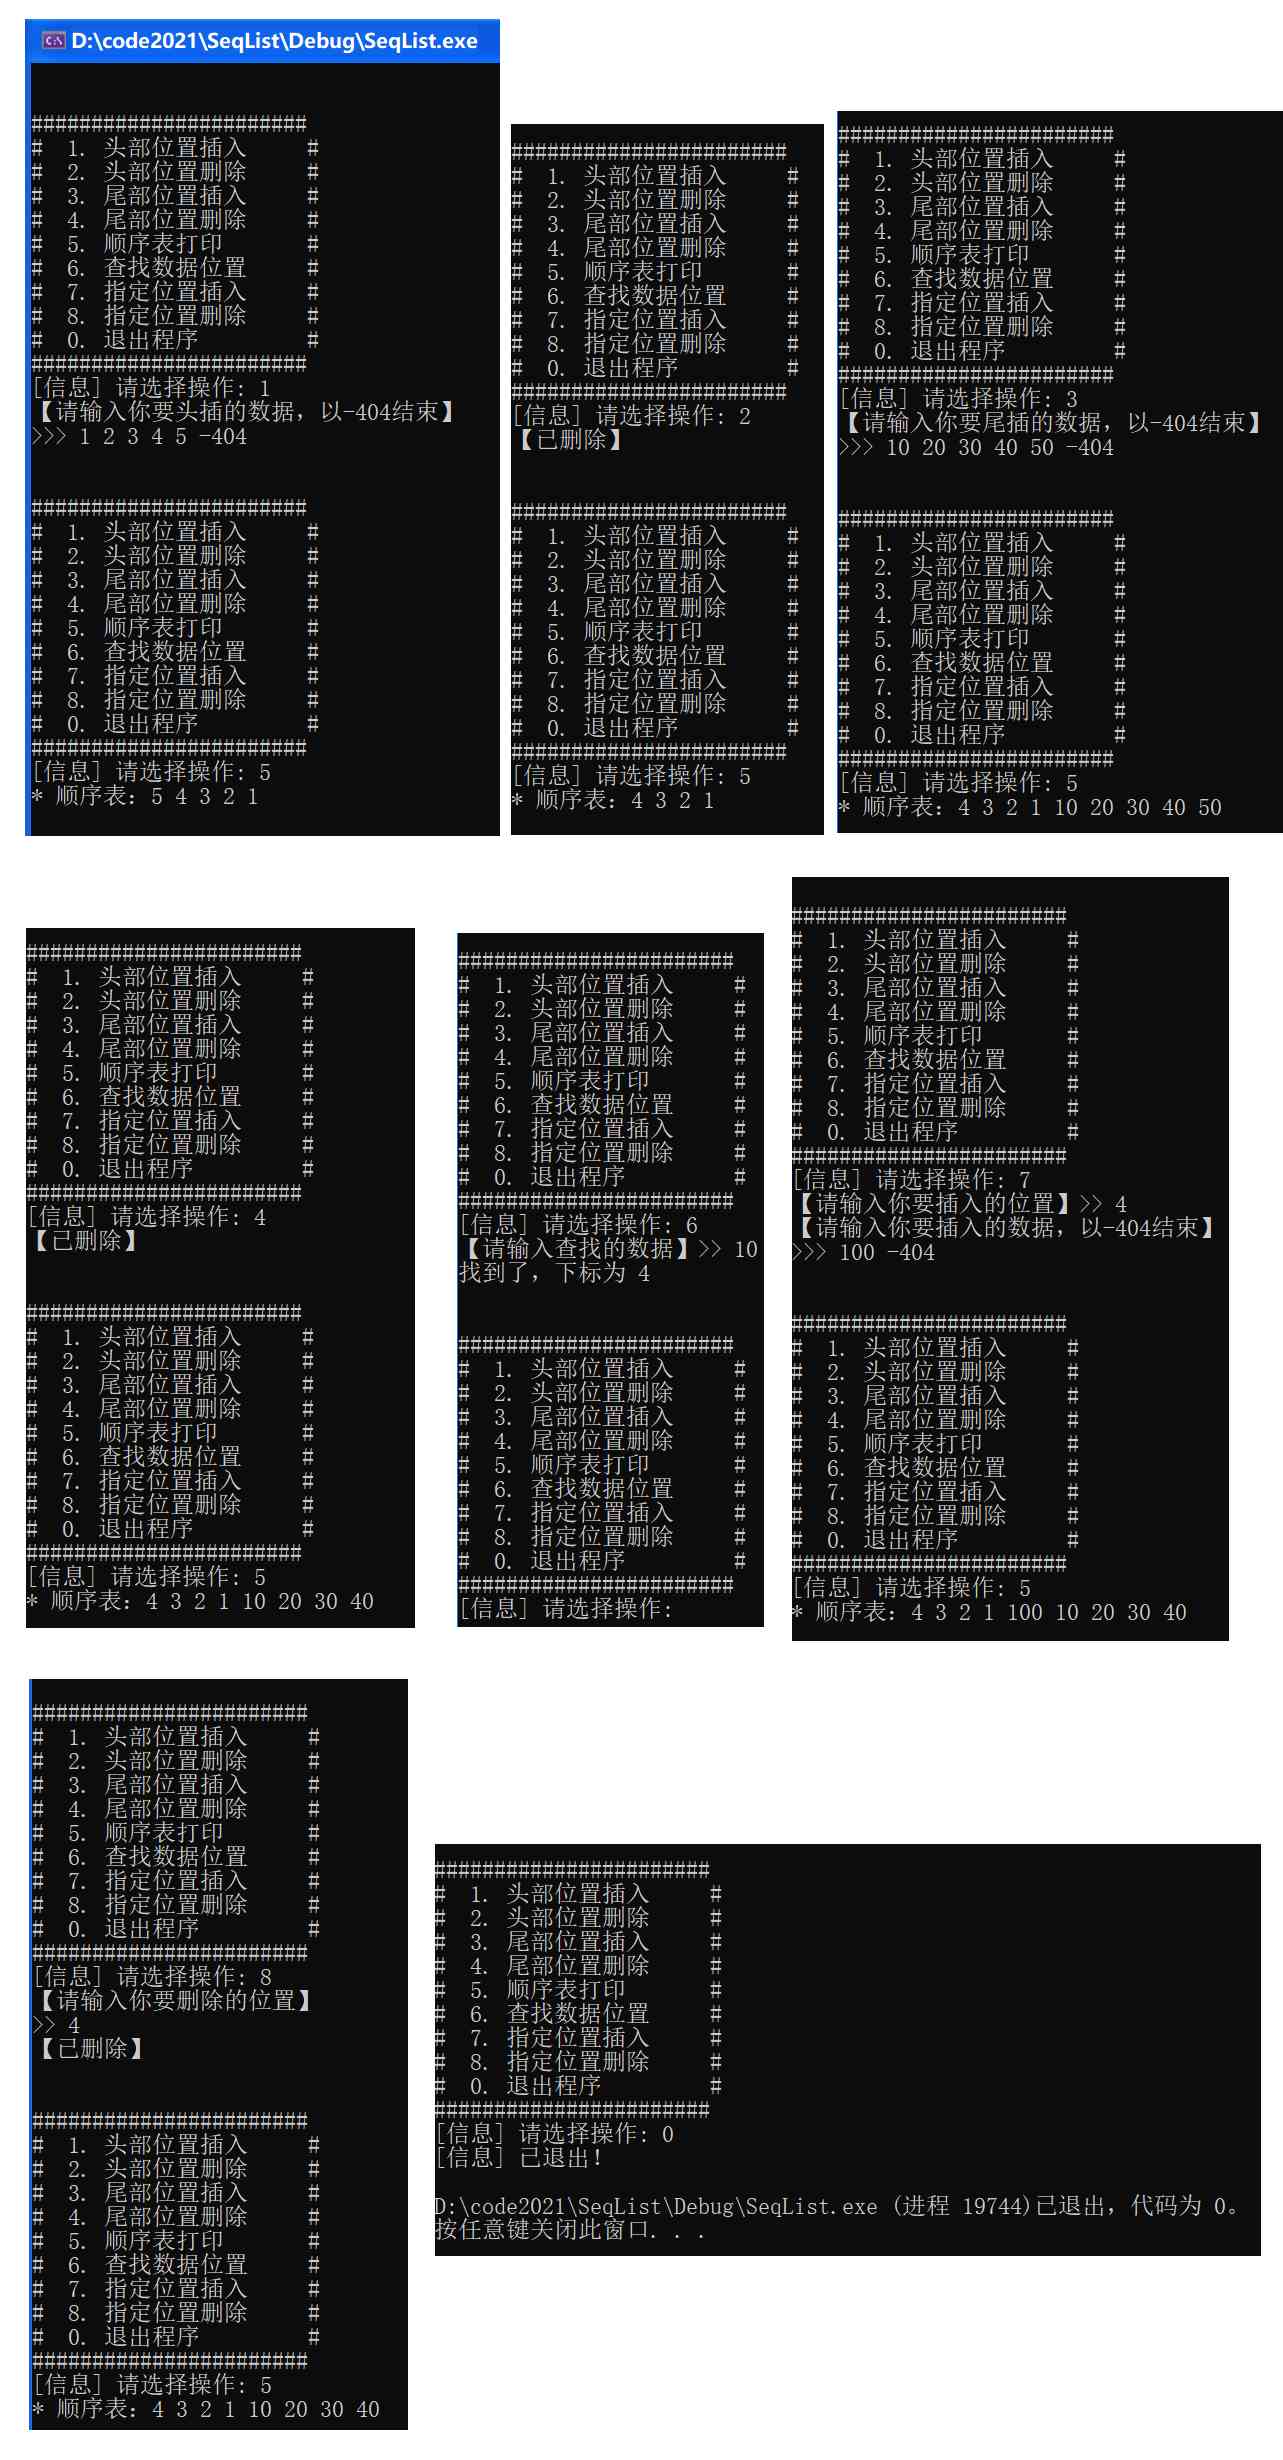 D:\code2021\SeqList\Debug\SeqList.exe
#######################
#  1. 头部位置插入     #
#  2. 头部位置删除     #
#  3. 尾部位置插入     #
#  4. 尾部位置删除     #
#  5. 顺序表打印       #
#  6. 查找数据位置     #
#  7. 指定位置插入     #
#  8. 指定位置删除     #
#  0. 退出程序         #
#######################
[信息] 请选择操作: 1
【请输入你要头插的数据，以-404结束】
>>> 1 2 3 4 5 -404
#######################
#  1. 头部位置插入     #
#  2. 头部位置删除     #
#  3. 尾部位置插入     #
#  4. 尾部位置删除     #
#  5. 顺序表打印       #
#  6. 查找数据位置     #
#  7. 指定位置插入     #
#  8. 指定位置删除     #
#  0. 退出程序         #
#######################
[信息] 请选择操作: 5
* 顺序表：5 4 3 2 1
#######################
#  1. 头部位置插入     #
#  2. 头部位置删除     #
#  3. 尾部位置插入     #
#  4. 尾部位置删除     #
#  5. 顺序表打印       #
#  6. 查找数据位置     #
#  7. 指定位置插入     #
#  8. 指定位置删除     #
#  0. 退出程序         #
#######################
[信息] 请选择操作: 2
【已删除】
#######################
#  1. 头部位置插入     #
#  2. 头部位置删除     #
#  3. 尾部位置插入     #
#  4. 尾部位置删除     #
#  5. 顺序表打印       #
#  6. 查找数据位置     #
#  7. 指定位置插入     #
#  8. 指定位置删除     #
#  0. 退出程序         #
#######################
[信息] 请选择操作: 5
* 顺序表：4 3 2 1
#######################
#  1. 头部位置插入     #
#  2. 头部位置删除     #
#  3. 尾部位置插入     #
#  4. 尾部位置删除     #
#  5. 顺序表打印       #
#  6. 查找数据位置     #
#  7. 指定位置插入     #
#  8. 指定位置删除     #
#  0. 退出程序         #
#######################
[信息] 请选择操作: 3
【请输入你要尾插的数据，以-404结束】
>>> 10 20 30 40 50 -404
#######################
#  1. 头部位置插入     #
#  2. 头部位置删除     #
#  3. 尾部位置插入     #
#  4. 尾部位置删除     #
#  5. 顺序表打印       #
#  6. 查找数据位置     #
#  7. 指定位置插入     #
#  8. 指定位置删除     #
#  0. 退出程序         #
#######################
[信息] 请选择操作: 5
* 顺序表：4 3 2 1 10 20 30 40 50
#######################
#  1. 头部位置插入     #
#  2. 头部位置删除     #
#  3. 尾部位置插入     #
#  4. 尾部位置删除     #
#  5. 顺序表打印       #
#  6. 查找数据位置     #
#  7. 指定位置插入     #
#  8. 指定位置删除     #
#  0. 退出程序         #
#######################
[信息] 请选择操作: 4
【已删除】
#######################
#  1. 头部位置插入     #
#  2. 头部位置删除     #
#  3. 尾部位置插入     #
#  4. 尾部位置删除     #
#  5. 顺序表打印       #
#  6. 查找数据位置     #
#  7. 指定位置插入     #
#  8. 指定位置删除     #
#  0. 退出程序         #
#######################
[信息] 请选择操作: 5
* 顺序表：4 3 2 1 10 20 30 40
#######################
#  1. 头部位置插入     #
#  2. 头部位置删除     #
#  3. 尾部位置插入     #
#  4. 尾部位置删除     #
#  5. 顺序表打印       #
#  6. 查找数据位置     #
#  7. 指定位置插入     #
#  8. 指定位置删除     #
#  0. 退出程序         #
#######################
[信息] 请选择操作: 6
【请输入查找的数据】>> 10
找到了，下标为 4
#######################
#  1. 头部位置插入     #
#  2. 头部位置删除     #
#  3. 尾部位置插入     #
#  4. 尾部位置删除     #
#  5. 顺序表打印       #
#  6. 查找数据位置     #
#  7. 指定位置插入     #
#  8. 指定位置删除     #
#  0. 退出程序         #
#######################
[信息] 请选择操作:
#######################
#  1. 头部位置插入     #
#  2. 头部位置删除     #
#  3. 尾部位置插入     #
#  4. 尾部位置删除     #
#  5. 顺序表打印       #
#  6. 查找数据位置     #
#  7. 指定位置插入     #
#  8. 指定位置删除     #
#  0. 退出程序         #
#######################
[信息] 请选择操作: 7
【请输入你要插入的位置】>> 4
【请输入你要插入的数据，以-404结束】
>>> 100 -404
#######################
#  1. 头部位置插入     #
#  2. 头部位置删除     #
#  3. 尾部位置插入     #
#  4. 尾部位置删除     #
#  5. 顺序表打印       #
#  6. 查找数据位置     #
#  7. 指定位置插入     #
#  8. 指定位置删除     #
#  0. 退出程序         #
#######################
[信息] 请选择操作: 5
* 顺序表：4 3 2 1 100 10 20 30 40
#######################
#  1. 头部位置插入     #
#  2. 头部位置删除     #
#  3. 尾部位置插入     #
#  4. 尾部位置删除     #
#  5. 顺序表打印       #
#  6. 查找数据位置     #
#  7. 指定位置插入     #
#  8. 指定位置删除     #
#  0. 退出程序         #
#######################
[信息] 请选择操作: 8
【请输入你要删除的位置】
>> 4
【已删除】
#######################
#  1. 头部位置插入     #
#  2. 头部位置删除     #
#  3. 尾部位置插入     #
#  4. 尾部位置删除     #
#  5. 顺序表打印       #
#  6. 查找数据位置     #
#  7. 指定位置插入     #
#  8. 指定位置删除     #
#  0. 退出程序         #
#######################
[信息] 请选择操作: 5
* 顺序表：4 3 2 1 10 20 30 40
#######################
#  1. 头部位置插入     #
#  2. 头部位置删除     #
#  3. 尾部位置插入     #
#  4. 尾部位置删除     #
#  5. 顺序表打印       #
#  6. 查找数据位置     #
#  7. 指定位置插入     #
#  8. 指定位置删除     #
#  0. 退出程序         #
#######################
[信息] 请选择操作: 0
[信息] 已退出!
D:\code2021\SeqList\Debug\SeqList.exe (进程 19744)已退出，代码为 0。
按任意键关闭此窗口. . .